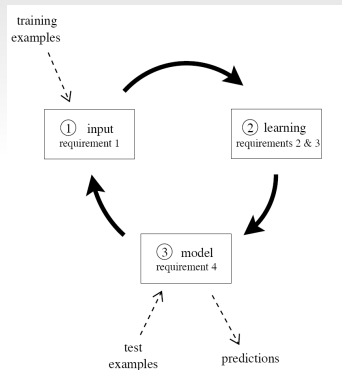 training
examples
① input
requirement 1
② learning
requirements 2 & 3
③ model
requirement 4
test
examples
predictions